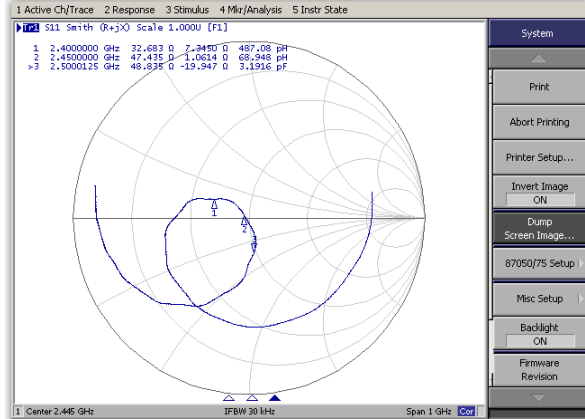 1 Active Ch/Trace 2 Response 3 Stimulus 4 Mkr/Analysis 5 Instr State
Tr1 S11 Smith (R+jX) Scale 1.000U [F1]
1 2.4000000 GHz 32.683 Ω 7.3450 Ω 487.08 pH
2 2.4500000 GHz 47.435 Ω 1.0614 Ω 68.948 pH
>3 2.5000125 GHz 48.835 Ω -19.947 Ω 3.1916 pF
1
2
3
1 Center 2.445 GHz IFBW 30 kHz Span 1 GHz Cor
System
Print
Abort Printing
Printer Setup...
Invert Image
ON
Dump
Screen Image...
87050/75 Setup
Misc Setup
Backlight
ON
Firmware
Revision